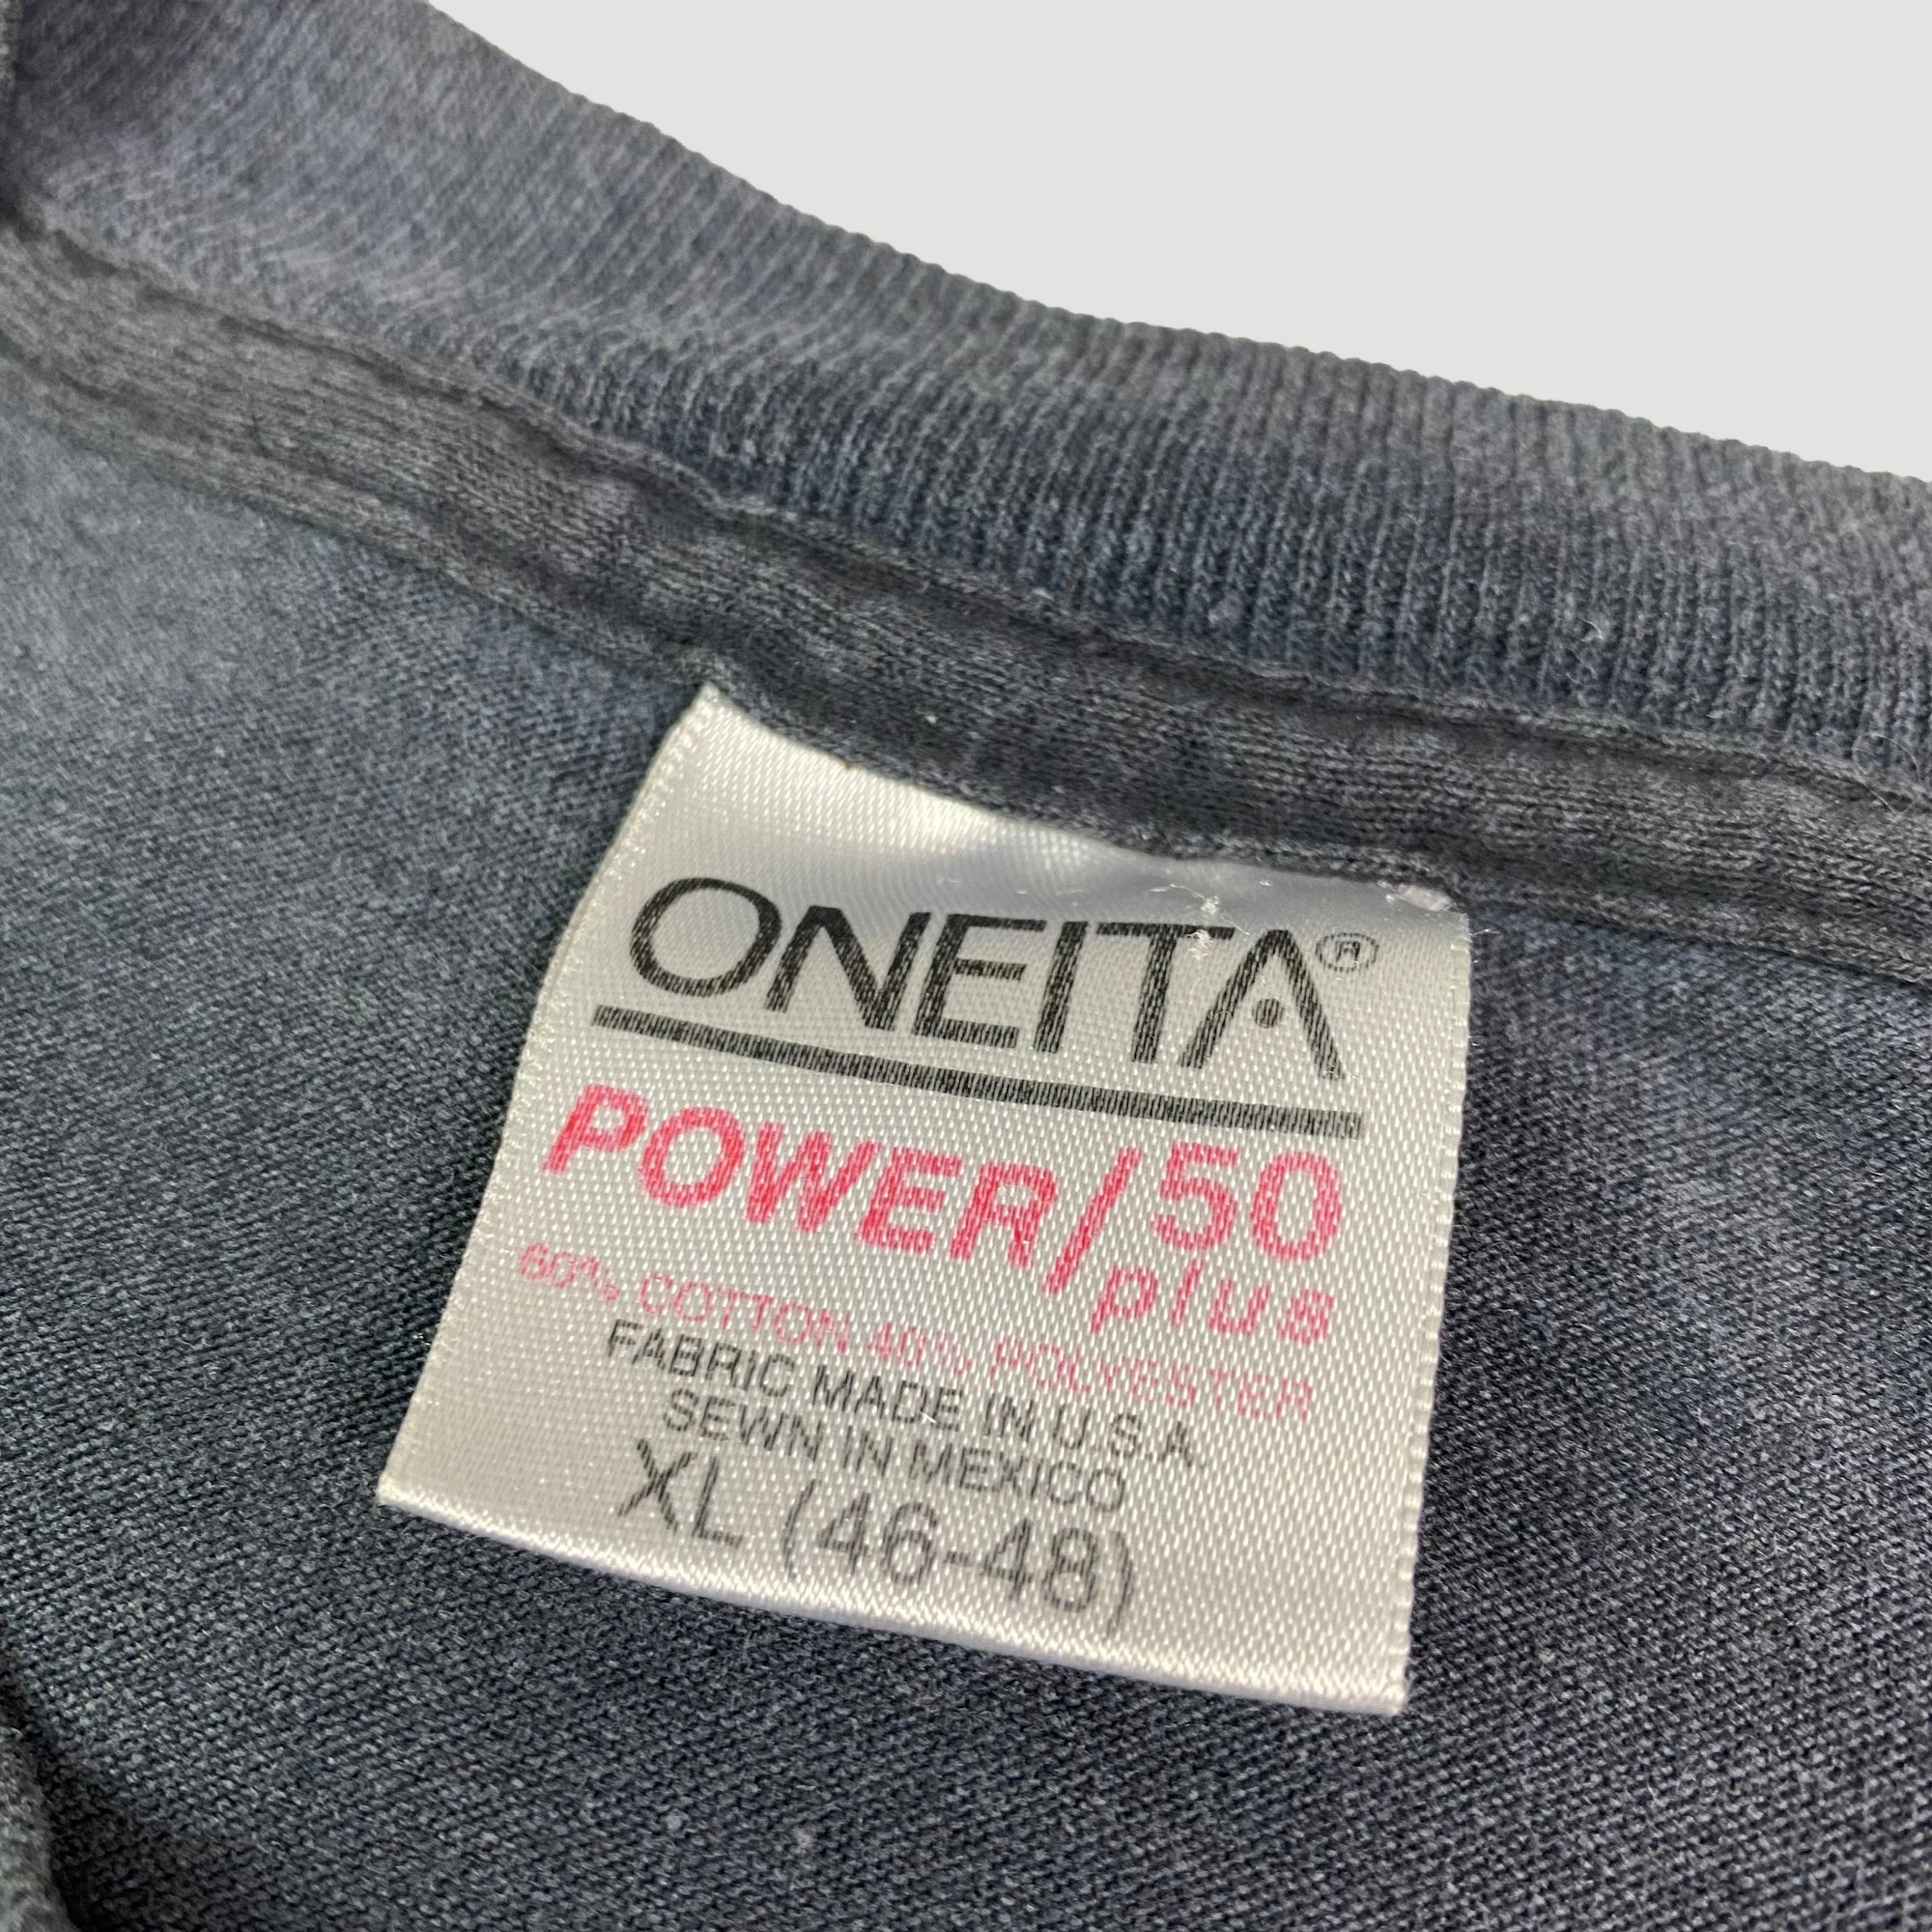 ONEITA®
POWER/50
plus
60% COTTON 40% POLYESTER
FABRIC MADE IN U.S.A.
SEWN IN MEXICO
XL (46-48)